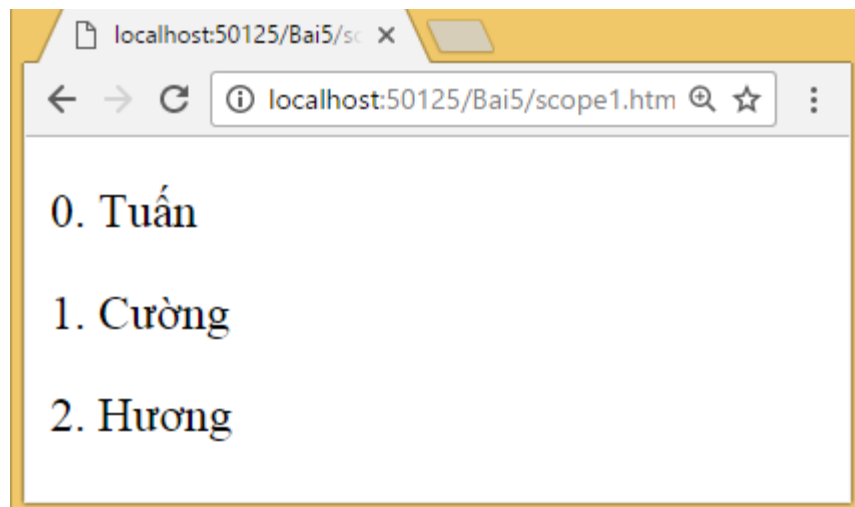 localhost:50125/Bai5/sc
localhost:50125/Bai5/scope1.htm
0. Tuấn
1. Cường
2. Hương